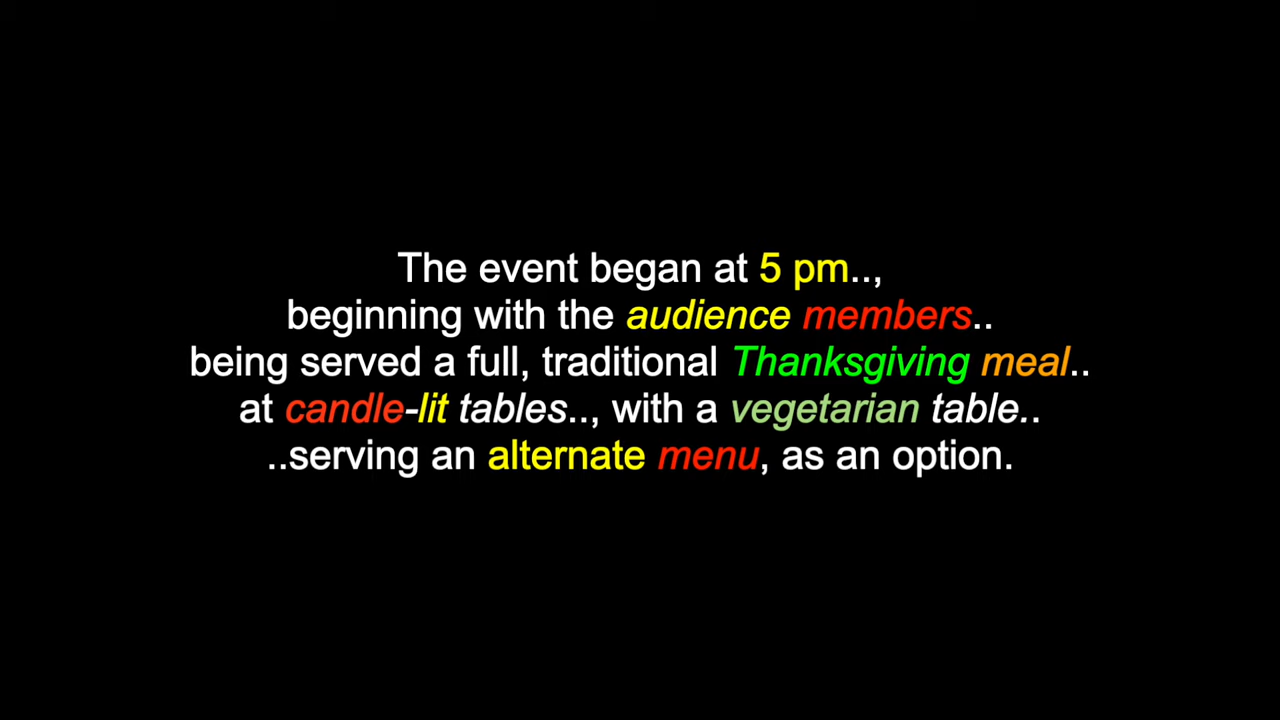 The event began at 5 pm..,
beginning with the audience members..
being served a full, traditional Thanksgiving meal..
at candle-lit tables.., with a vegetarian table..
..serving an alternate menu, as an option.